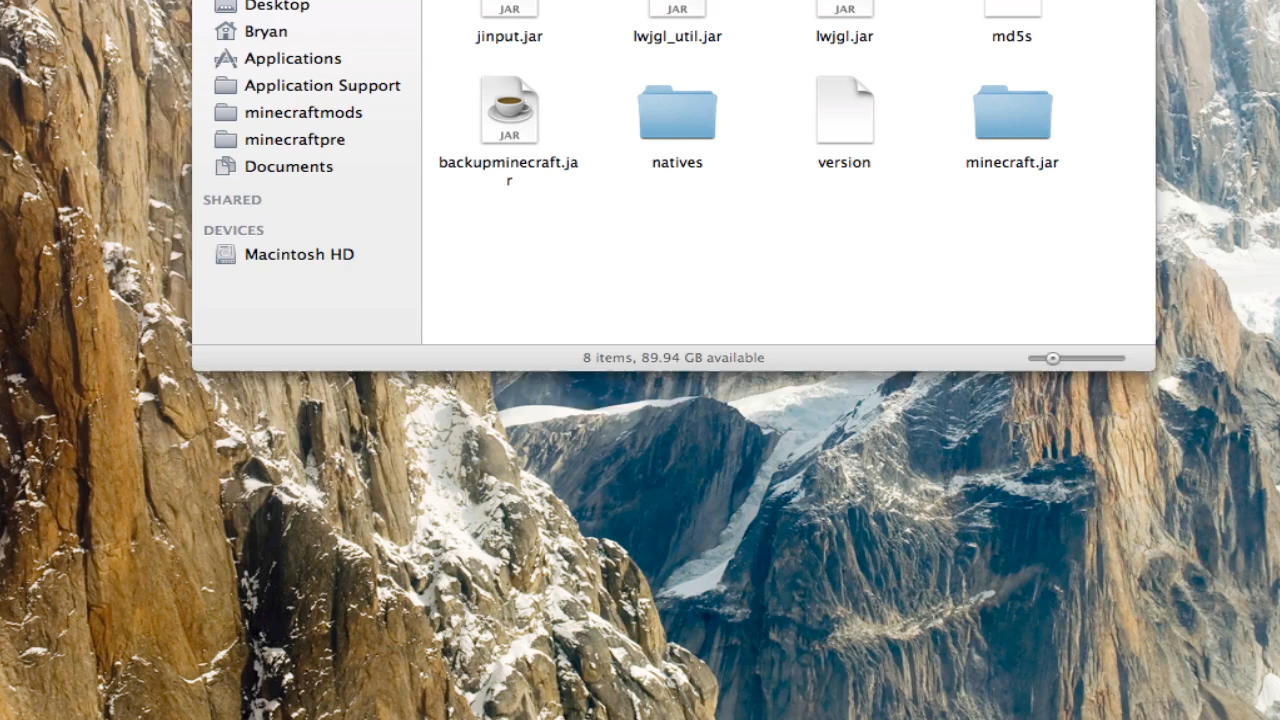 Desktop
Bryan
Applications
Application Support
minecraftmods
minecraftpre
Documents
SHARED
DEVICES
Macintosh HD
JAR
JAR
JAR
jinput.jar
lwjgl_util.jar
lwjgl.jar
md5s
JAR
backupminecraft.ja
r
natives
version
minecraft.jar
8 items, 89.94 GB available